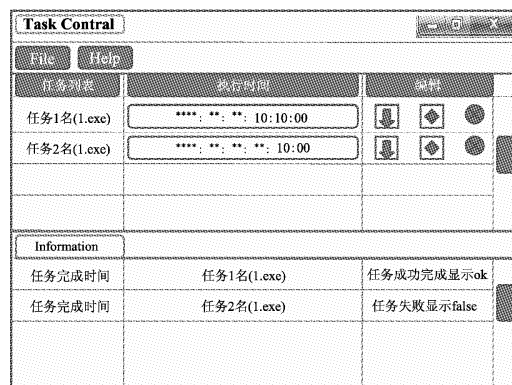 Task Contral
File Help
任务列表 执行时间 编辑
任务1名(1.exe) ****: **: **: 10:10:00
任务2名(1.exe) ****: **: **: **: 10:00
Information
任务完成时间 任务1名(1.exe) 任务成功完成显示ok
任务完成时间 任务2名(1.exe) 任务失败显示false